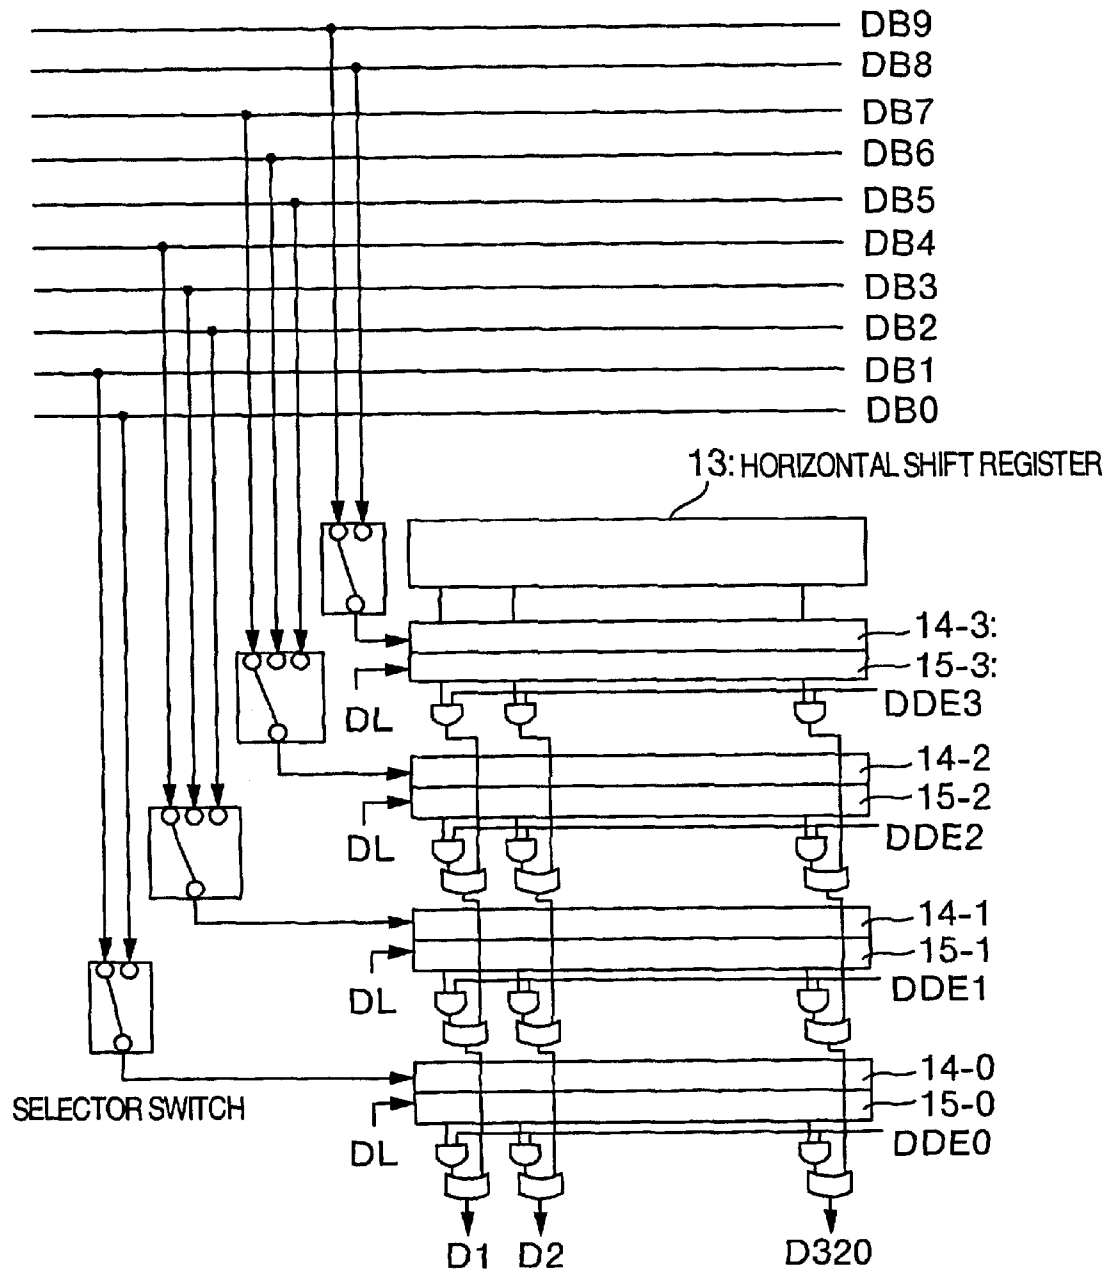 DB9
DB8
DB7
DB6
DB5
DB4
DB3
DB2
DB1
DB0
13: HORIZONTAL SHIFT REGISTER
14-3:
15-3:
DL
DDE3
14-2
15-2
DL
DDE2
14-1
15-1
DL
DDE1
14-0
SELECTOR SWITCH
15-0
DL
DDE0
D1 D2 D320